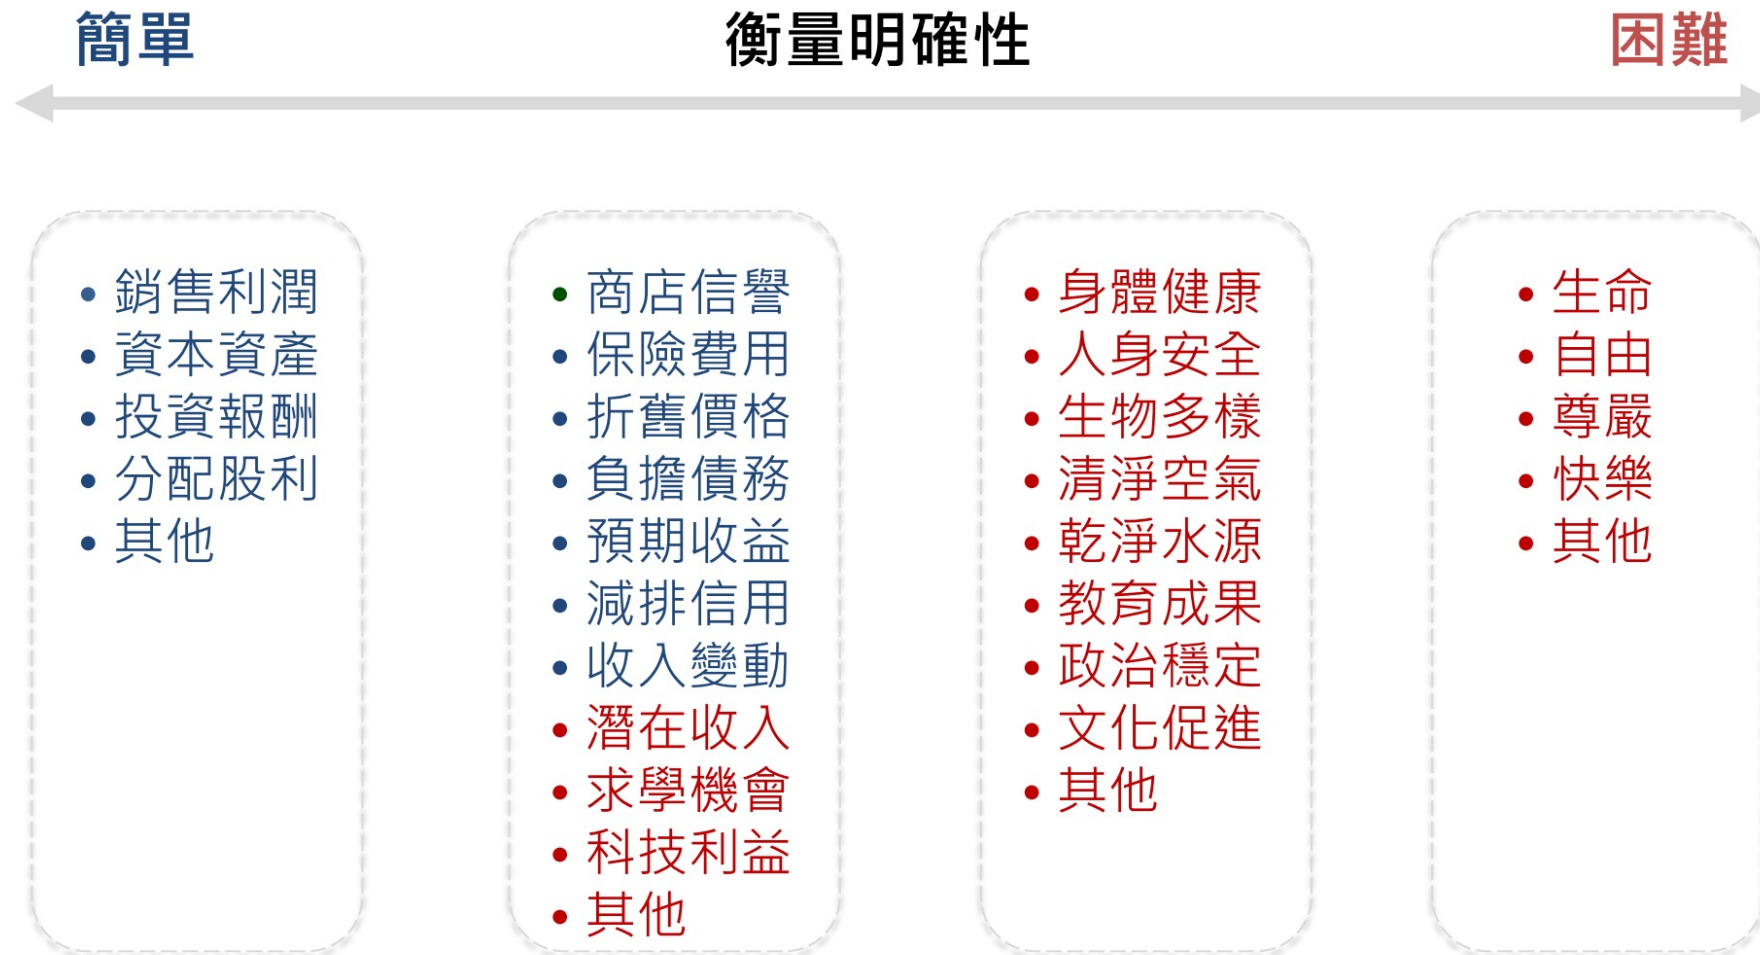 簡單
衡量明確性
困難
• 銷售利潤
• 資本資產
• 投資報酬
• 分配股利
• 其他
• 商店信譽
• 保險費用
• 折舊價格
• 負擔債務
• 預期收益
• 減排信用
• 收入變動
• 潛在收入
• 求學機會
• 科技利益
• 其他
• 身體健康
• 人身安全
• 生物多樣
• 清淨空氣
• 乾淨水源
• 教育成果
• 政治穩定
• 文化促進
• 其他
• 生命
• 自由
• 尊嚴
• 快樂
• 其他